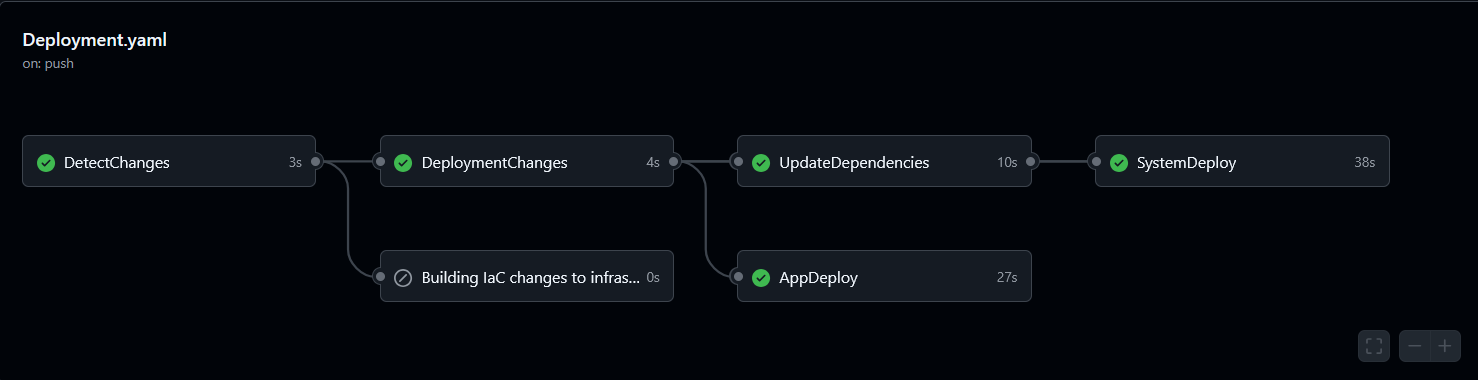 Deployment.yaml
on: push
DetectChanges 3s
DeploymentChanges 4s
UpdateDependencies 10s
SystemDeploy 38s
Building IaC changes to infras... 0s
AppDeploy 27s